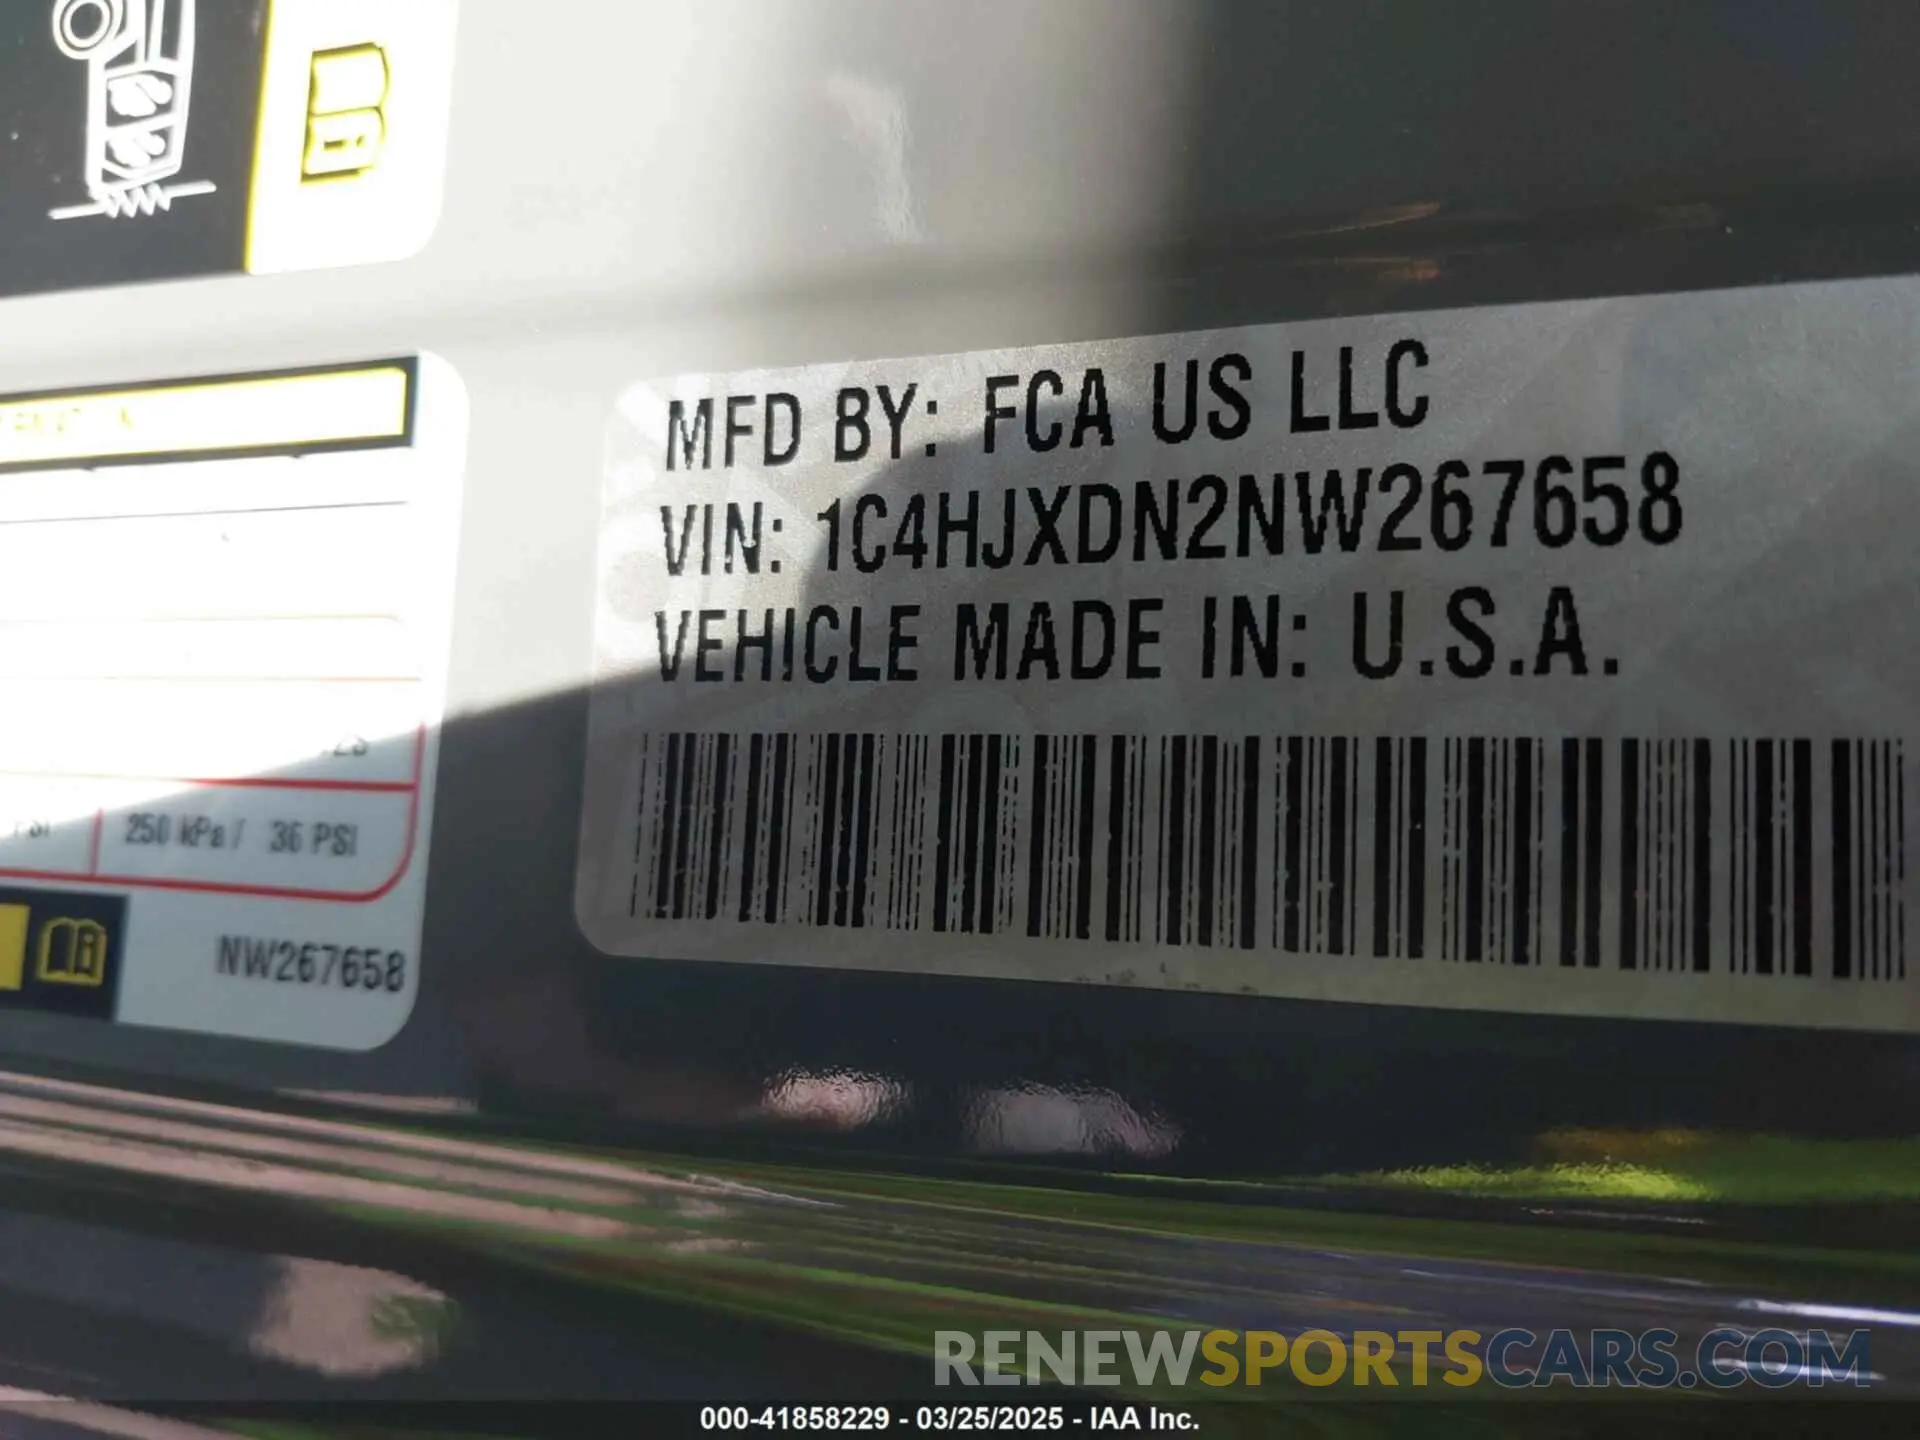 MFD BY: FCA US LLC
VIN: 1C4HJXDN2NW267658
VEHICLE MADE IN: U.S.A.
PSI
250 kPa / 36 PSI
NW267658
RENEWSPORTSCARS.COM
000-41858229 - 03/25/2025 - IAA Inc.